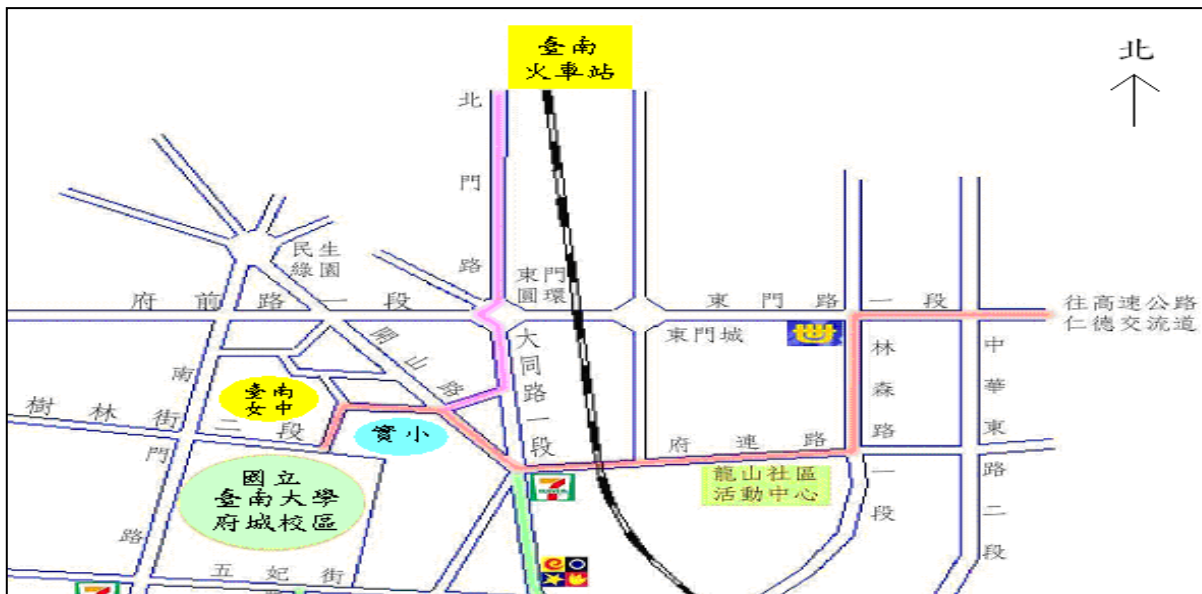 臺南
火車站
北
北門路
民生
綠園
東門
圓環
府前路一段
東門路一段
往高速公路
仁德交流道
東門城
開山路
大同路一段
林森路一段
中華東路二段
南門路
臺南
女中
樹林街二段
實小
府連路
龍山社區
活動中心
國立
臺南大學
府城校區
五妃街